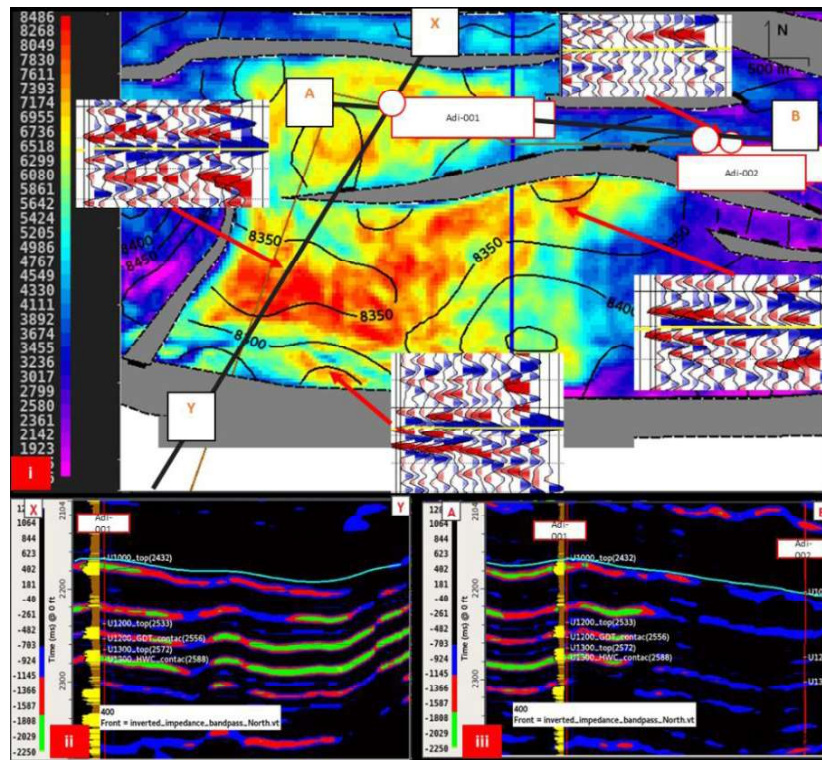 8486
8268
8049
7830
7611
7393
7174
6955
6736
6518
6299
6080
5861
5642
5424
5205
4986
4767
4549
4330
4111
3892
3674
3455
3236
3017
2799
2580
2361
2142
1923
i
X
N
500 m
A
Adi-001
B
Adi-002
8350
8350
8350
8350
8400
8400
8450
8400
Y
X
Y
1064
844
623
402
181
-40
-261
-482
-703
-924
-1145
-1366
-1587
-1808
-2029
-2250
Time (ms) @ 0 ft
2104
2200
2300
Adi-
001
U1000_top(2432)
U1200_top(2533)
U1200_GDT_contac(2556)
U1300_top(2572)
U1300_HWC_contac(2588)
400
Front = inverted_impedance_bandpass_North.vt
ii
A
1064
844
623
402
181
-40
-261
-482
-703
-924
-1145
-1366
-1587
-1808
-2029
-2250
Time (ms) @ 0 ft
2104
2200
2300
Adi-
001
Adi-
002
U1000_top(2432)
U1200_top(2533)
U1200_GDT_contac(2556)
U1300_top(2572)
U1300_HWC_contac(2588)
400
Front = inverted_impedance_bandpass_North.vt
iii